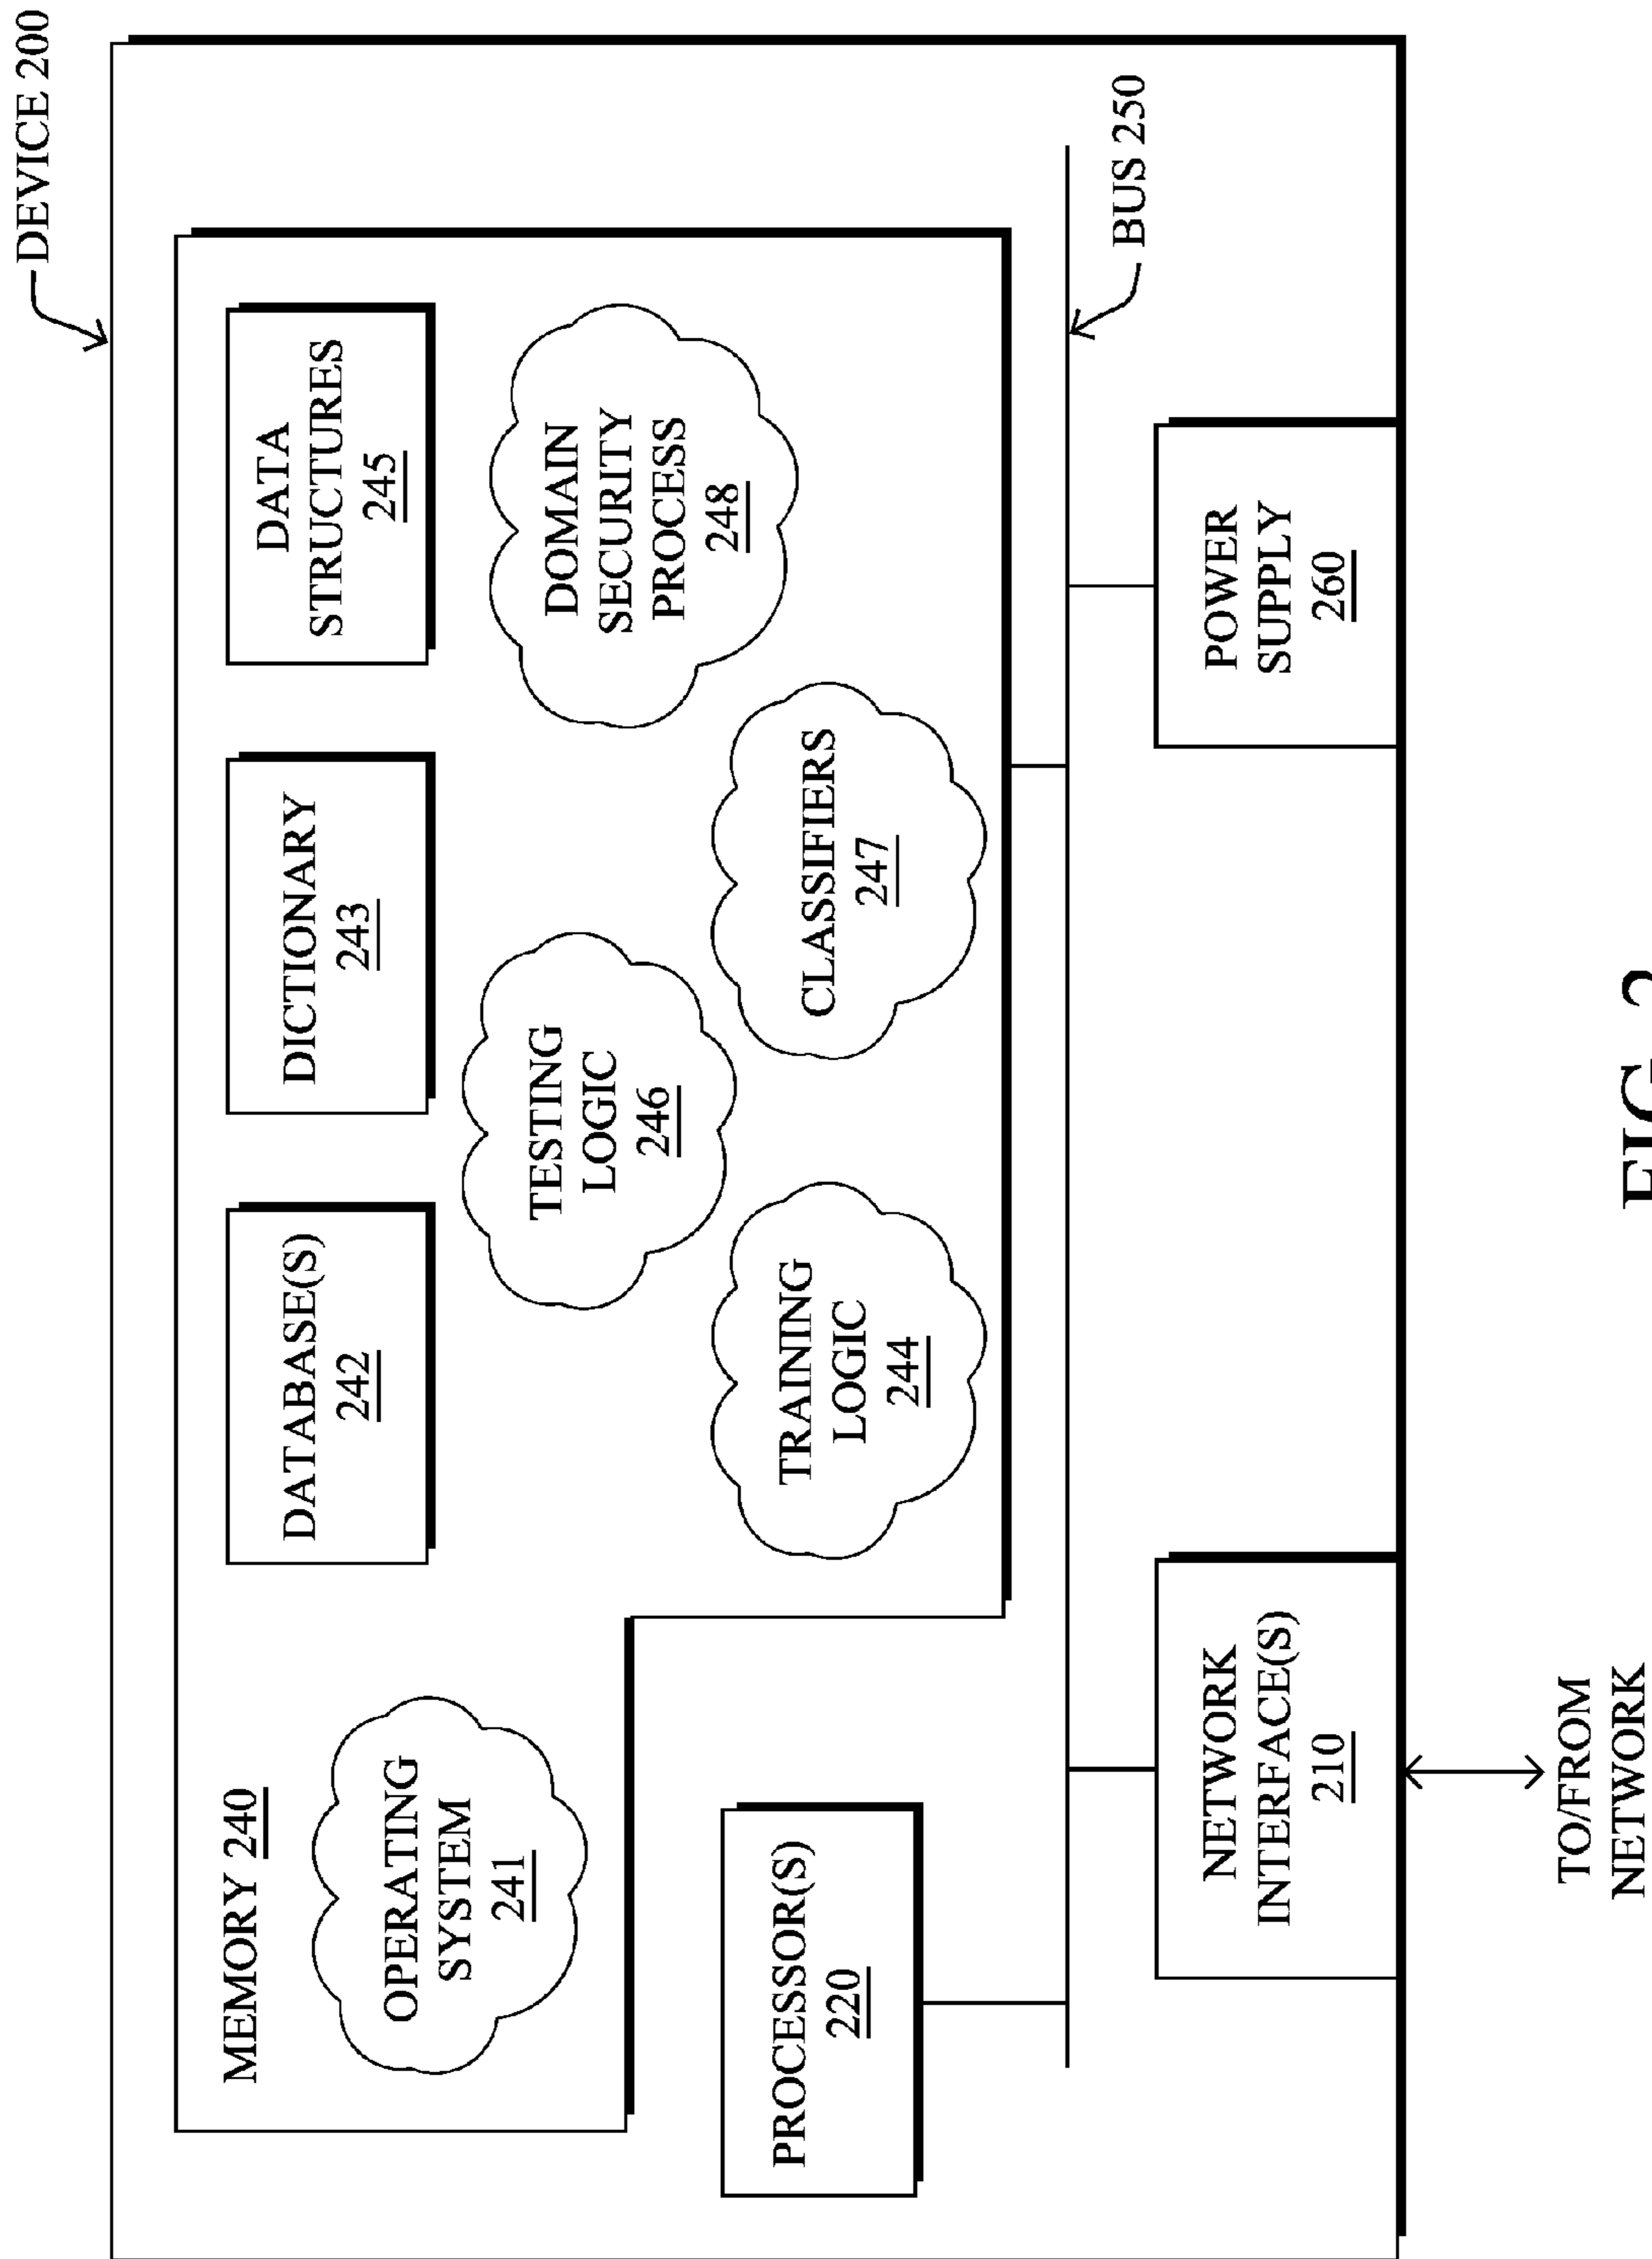 DEVICE 200
MEMORY 240
OPERATING
SYSTEM
241
DATABASE(S)
242
DICTIONARY
243
DATA
STRUCTURES
245
TESTING
LOGIC
246
DOMAIN
SECURITY
PROCESS
248
TRAINING
LOGIC
244
CLASSIFIERS
247
PROCESSOR(S)
220
BUS 250
NETWORK
INTERFACE(S)
210
POWER
SUPPLY
260
TO/FROM
NETWORK
FIG. 2